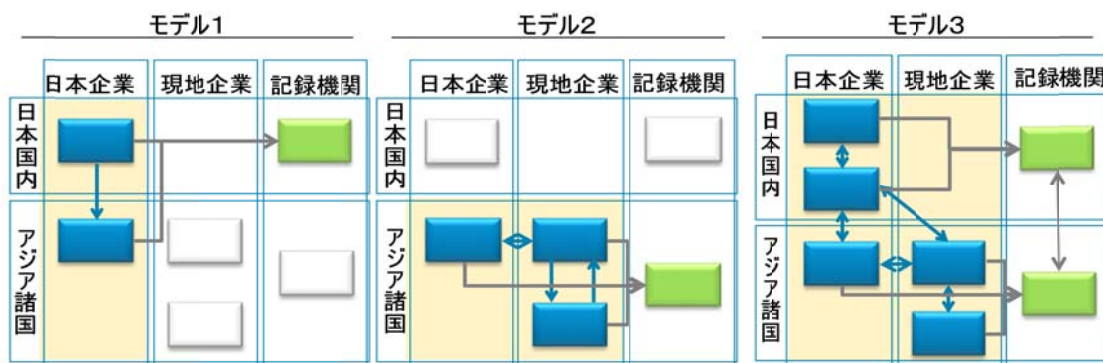 モデル1
モデル2
モデル3
日本企業
現地企業
記録機関
日本企業
現地企業
記録機関
日本企業
現地企業
記録機関
日本国内
日本国内
日本国内
アジア諸国
アジア諸国
アジア諸国